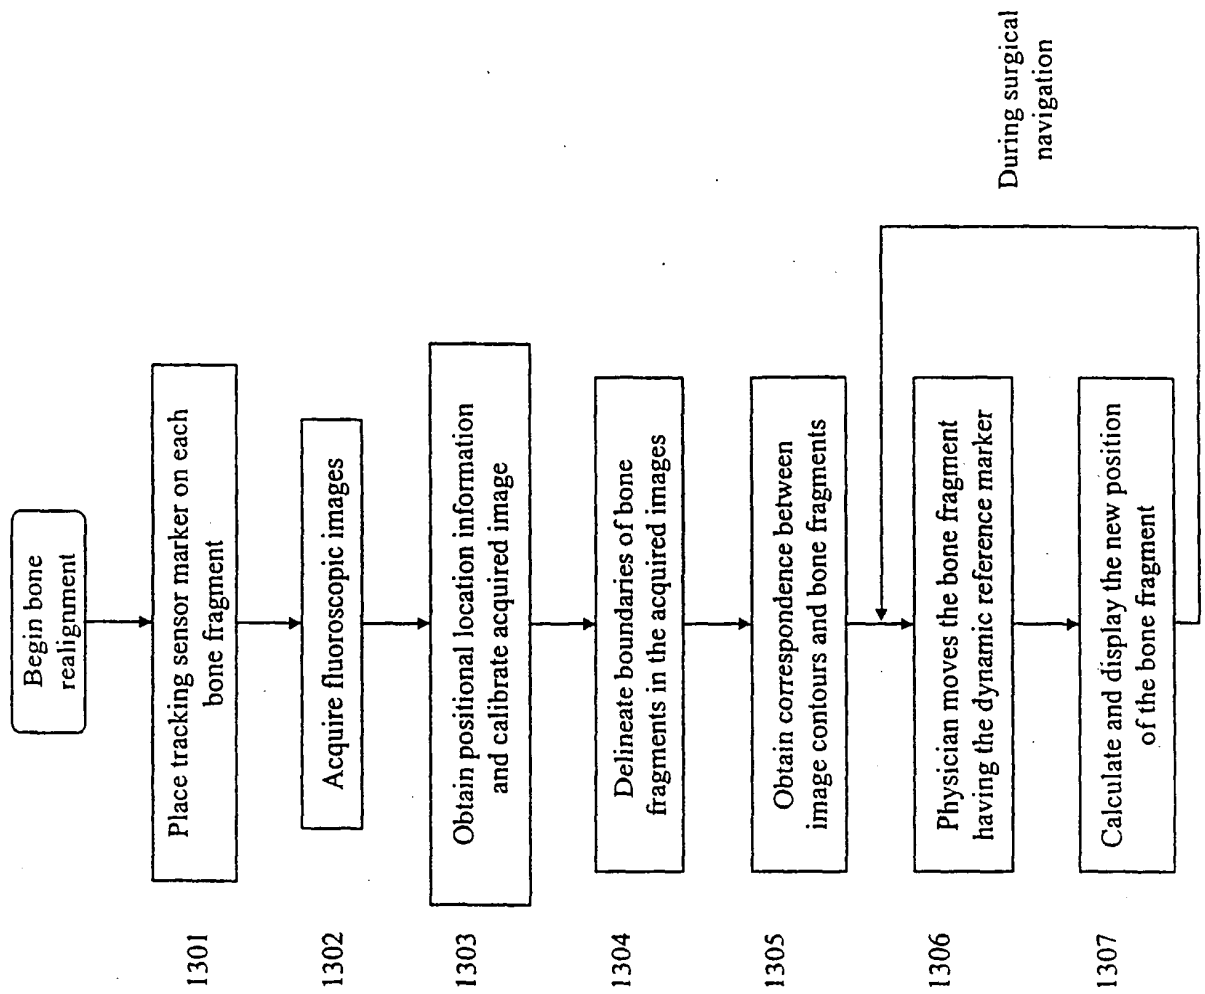 Begin bone
realignment
1301
Place tracking sensor marker on each
bone fragment
1302
Acquire fluoroscopic images
1303
Obtain positional location information
and calibrate acquired image
1304
Delineate boundaries of bone
fragments in the acquired images
1305
Obtain correspondence between
image contours and bone fragments
1306
Physician moves the bone fragment
having the dynamic reference marker
1307
Calculate and display the new position
of the bone fragment
During surgical
navigation